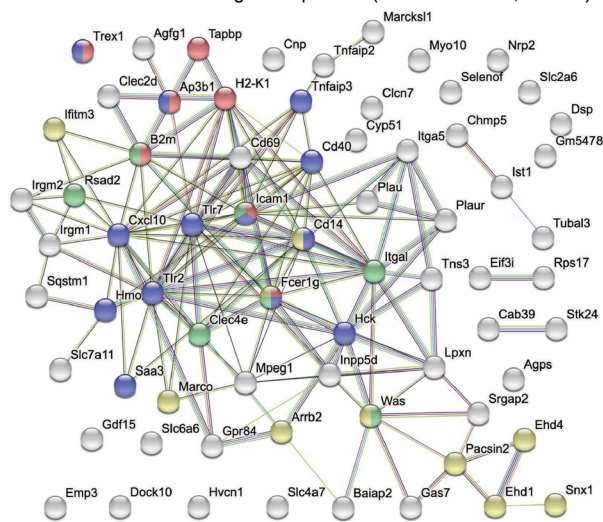 Marcksl1
Trex1
Agfg1
Tapbp
Cnp
Tnfaip2
Myo10
Nrp2
Clec2d
Ap3b1
H2-K1
Tnfaip3
Selenof
Slc2a6
Clcn7
Ifitm3
B2m
Cd69
Cyp51
Dsp
Chmp5
Gm5478
Itga5
Cd40
Irgm2
Rsad2
Icam1
Plau
Ist1
Cxcl10
Tlr7
Plaur
Irgm1
Cd14
Itgal
Tubal3
Sqstm1
Hmo
Tlr2
Fcer1g
Tns3
Eif3i
Rps17
Clec4e
Hck
Cab39
Stk24
Slc7a11
Saa3
Mpeg1
Inpp5d
Lpxn
Agps
Marco
Srgap2
Gdf15
Slc6a6
Gpr84
Arrb2
Was
Ehd4
Pacsin2
Emp3
Dock10
Hvcn1
Slc4a7
Baiap2
Gas7
Ehd1
Snx1